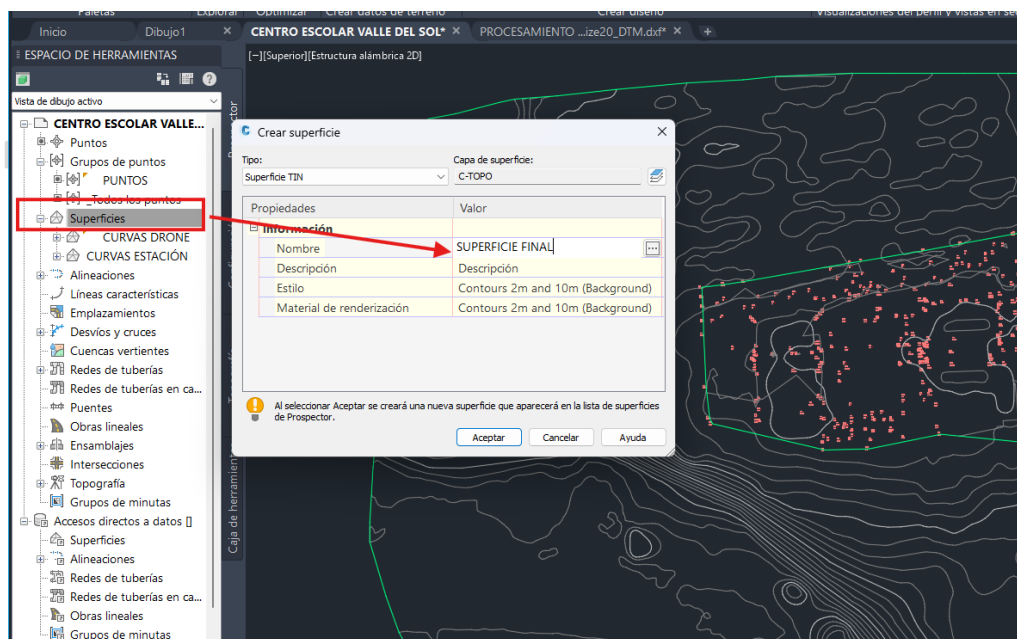 Paletas Explorar Optimizar Crear datos de terreno Crear diseño
Inicio Dibujo1 × CENTRO ESCOLAR VALLE DEL SOL* × PROCESAMIENTO ...ize20_DTM.dxf* × +
ESPACIO DE HERRAMIENTAS
[−][Superior][Estructura alámbrica 2D]
Vista de dibujo activo
CENTRO ESCOLAR VALLE...
Puntos
Grupos de puntos
PUNTOS
_Todos los puntos
Superficies
CURVAS DRONE
CURVAS ESTACIÓN
Alineaciones
Líneas características
Emplazamientos
Desvíos y cruces
Cuencas vertientes
Redes de tuberías
Redes de tuberías en ca...
Puentes
Obras lineales
Ensamblajes
Intersecciones
Topografía
Grupos de minutas
Accesos directos a datos []
Superficies
Alineaciones
Redes de tuberías
Redes de tuberías en ca...
Obras lineales
Grupos de minutas
Caja de herramien
Crear superficie
Tipo: Capa de superficie:
Superficie TIN C-TOPO
Propiedades Valor
Información
Nombre SUPERFICIE FINAL ...
Descripción Descripción
Estilo Contours 2m and 10m (Background)
Material de renderización Contours 2m and 10m (Background)
Al seleccionar Aceptar se creará una nueva superficie que aparecerá en la lista de superficies
de Prospector.
Aceptar Cancelar Ayuda